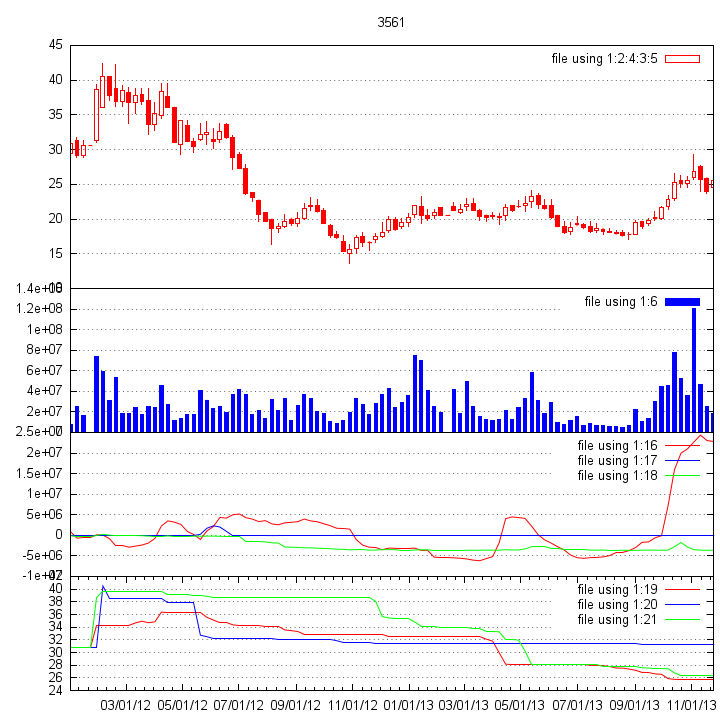 3561
45
file using 1:2:4:3:5
40
35
30
25
20
15
1.4e+08
file using 1:6
1.2e+08
1e+08
8e+07
6e+07
4e+07
2e+07
2.5e+07
file using 1:16
2e+07
file using 1:17
1.5e+07
file using 1:18
1e+07
5e+06
0
-5e+06
-1e+07
40
file using 1:19
38
file using 1:20
36
file using 1:21
34
32
30
28
26
24
03/01/12 05/01/12 07/01/12 09/01/12 11/01/12 01/01/13 03/01/13 05/01/13 07/01/13 09/01/13 11/01/13